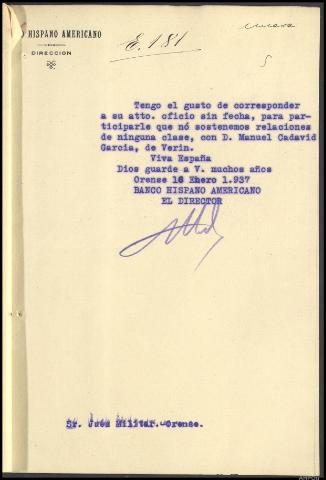 HISPANO AMERICANO
DIRECCION
E. 181
5
Tengo el gusto de corresponder
a su atto. oficio sin fecha, para par-
ticiparle que nó sostenemos relaciones
de ninguna clase, con D. Manuel Cadavid
Garcia, de Verin.
Viva España
Dios guarde a V. muchos años
Orense 16 Enero 1.937
BANCO HISPANO AMERICANO
EL DIRECTOR
Sr. Juez Militar. Orense.